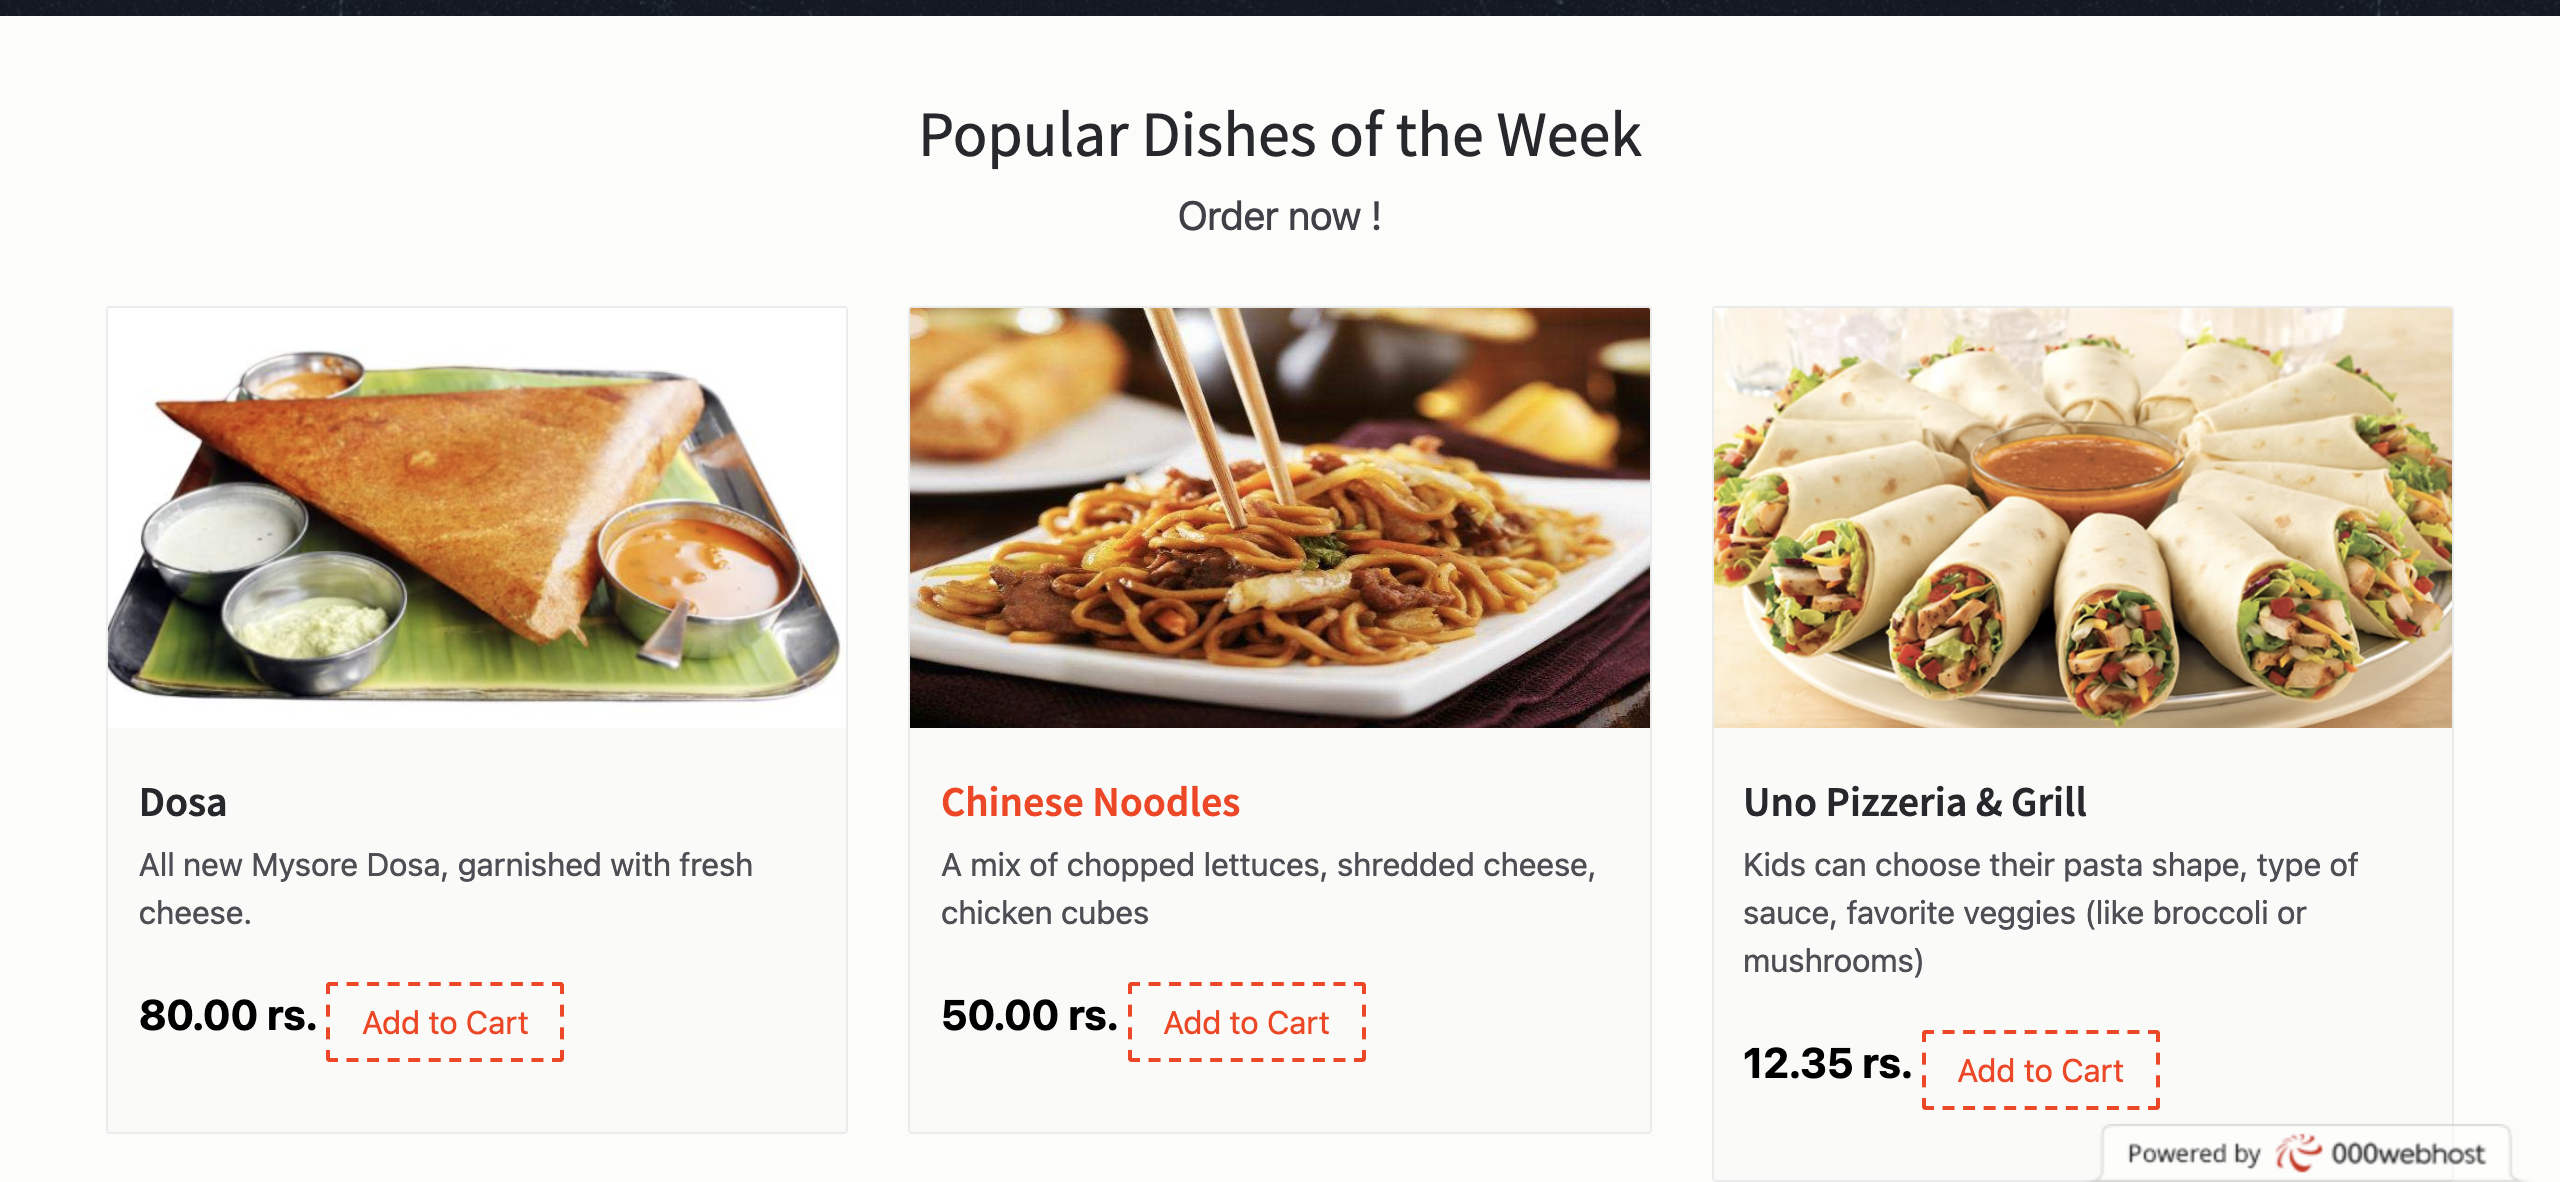 Popular Dishes of the Week
Order now !
Dosa
All new Mysore Dosa, garnished with fresh
cheese.
80.00 rs.
Add to Cart
Chinese Noodles
A mix of chopped lettuces, shredded cheese,
chicken cubes
50.00 rs.
Add to Cart
Uno Pizzeria & Grill
Kids can choose their pasta shape, type of
sauce, favorite veggies (like broccoli or
mushrooms)
12.35 rs.
Add to Cart
Powered by 000webhost